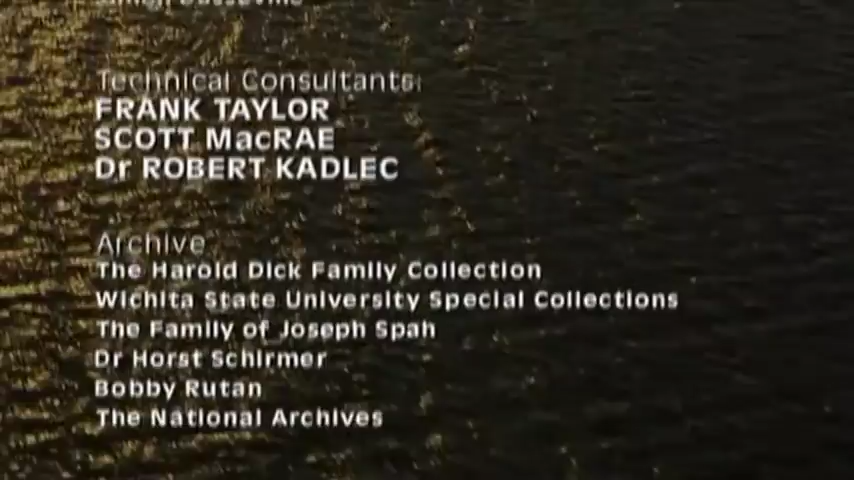 Technical Consultants:
FRANK TAYLOR
SCOTT MacRAE
Dr ROBERT KADLEC
Archive
The Harold Dick Family Collection
Wichita State University Special Collections
The Family of Joseph Spah
Dr Horst Schirmer
Bobby Rutan
The National Archives